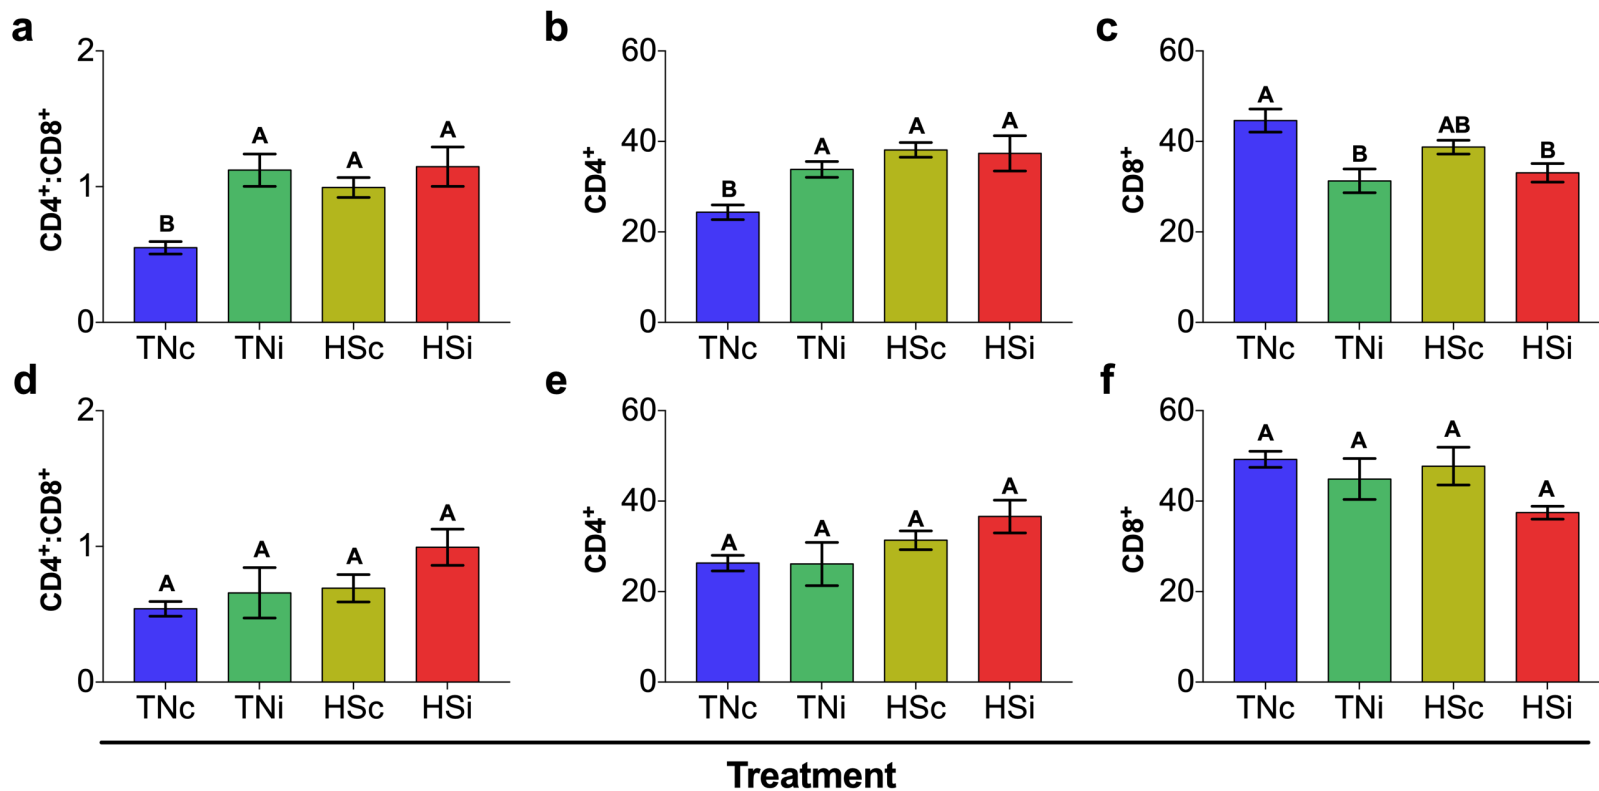 a b c
2 60 60
A
A A A A A AB
1 40 40
CD4⁺:CD8⁺ CD4⁺ CD8⁺
B B B B
20 20
0 0 0
TNc TNi HSc HSi TNc TNi HSc HSi TNc TNi HSc HSi
d e f
2 60 60
A A A
A A A
1 40 40
CD4⁺:CD8⁺ CD4⁺ CD8⁺
A A A A A A
20 20
0 0 0
TNc TNi HSc HSi TNc TNi HSc HSi TNc TNi HSc HSi
Treatment